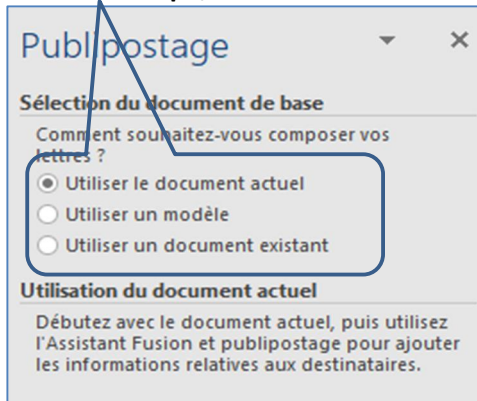 Publipostage
Sélection du document de base
Comment souhaitez-vous composer vos
lettres ?
Utiliser le document actuel
Utiliser un modèle
Utiliser un document existant
Utilisation du document actuel
Débutez avec le document actuel, puis utilisez
l'Assistant Fusion et publipostage pour ajouter
les informations relatives aux destinataires.